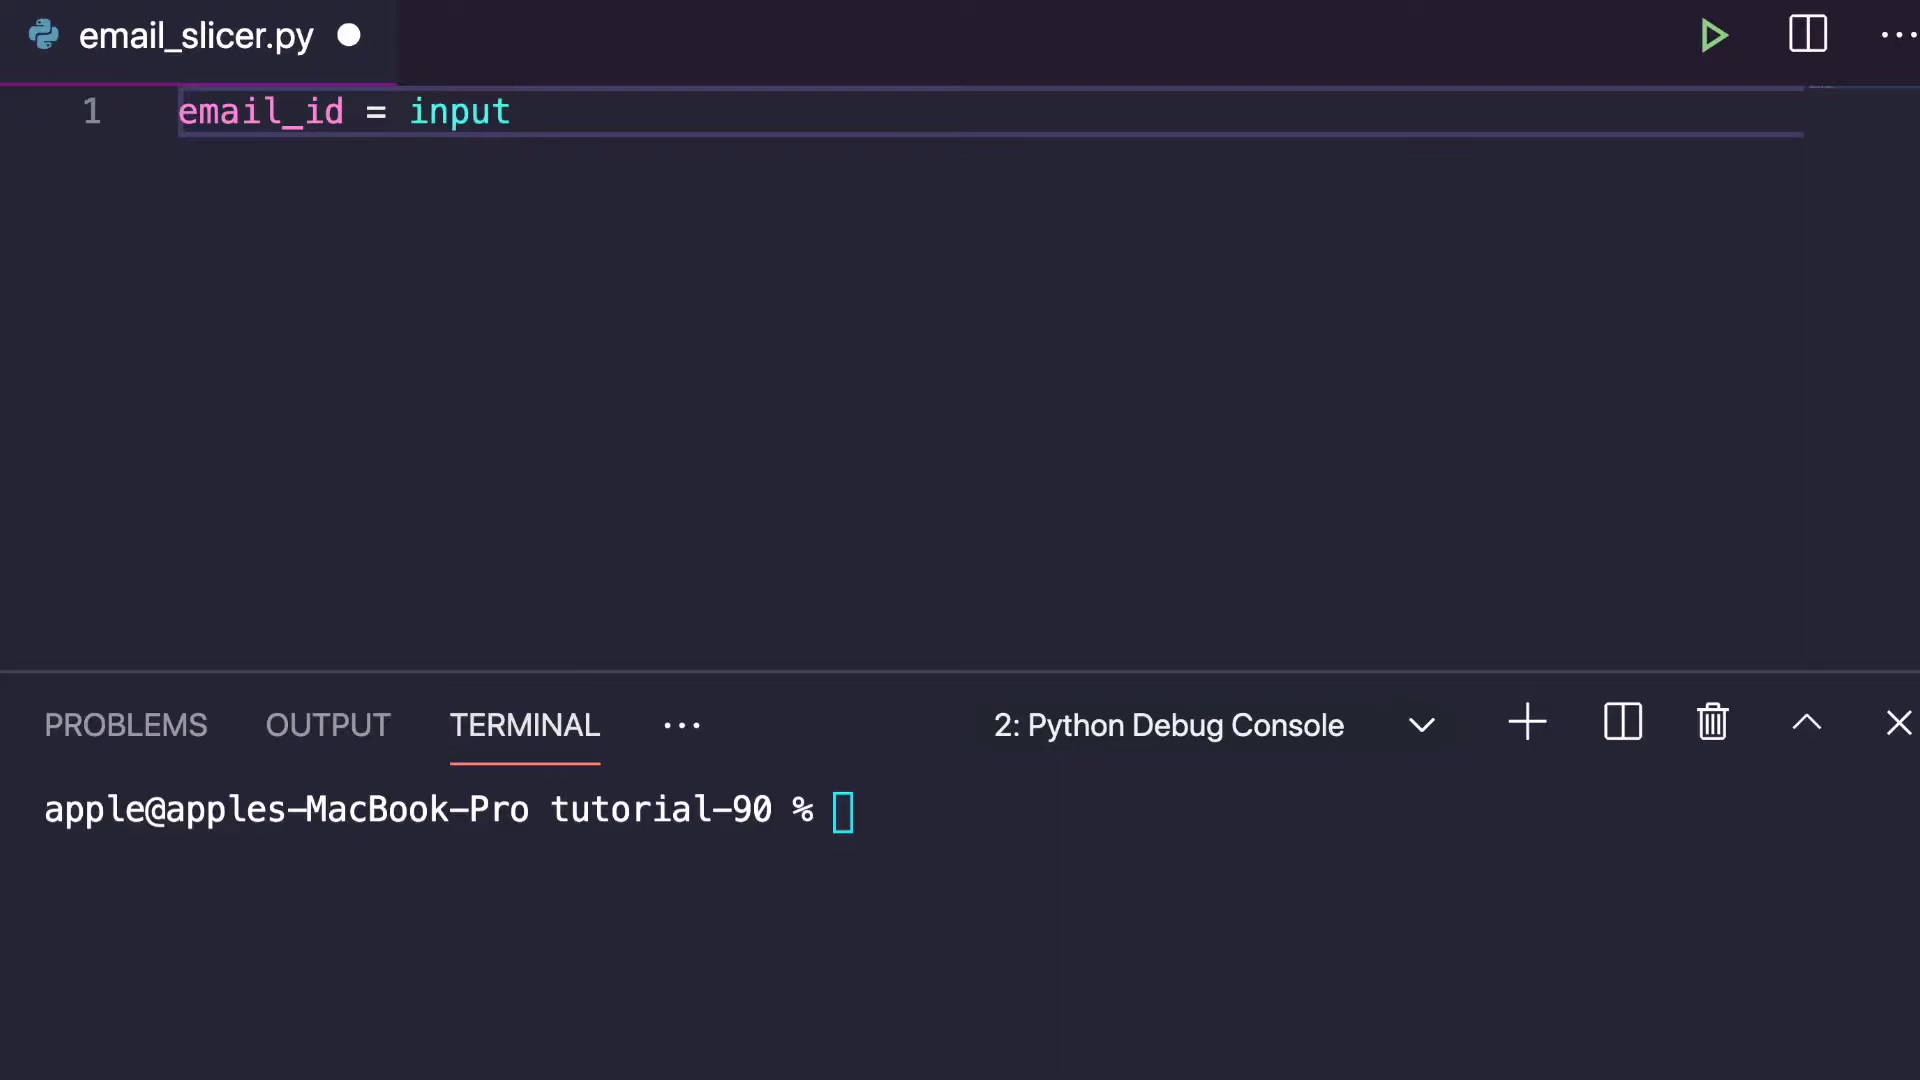 email_slicer.py
1 email_id = input
PROBLEMS OUTPUT TERMINAL ... 2: Python Debug Console
apple@apples-MacBook-Pro tutorial-90 %